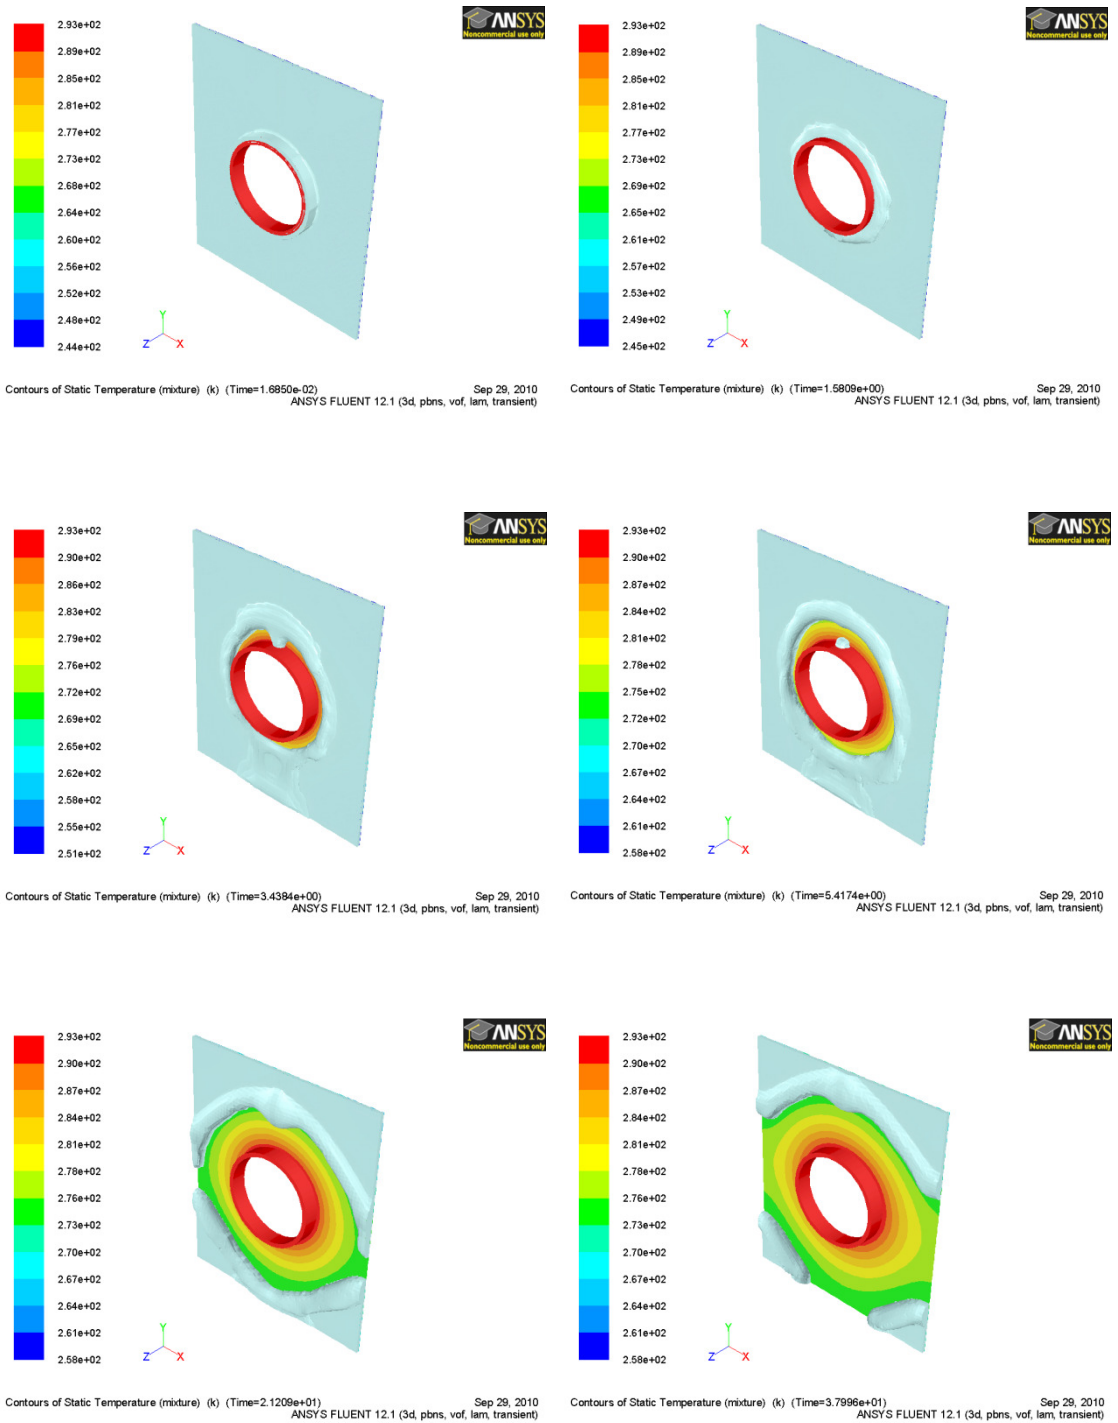 ANSYS
Noncommercial use only
2.93e+02
2.89e+02
2.85e+02
2.81e+02
2.77e+02
2.73e+02
2.68e+02
2.64e+02
2.60e+02
2.56e+02
2.52e+02
2.48e+02
2.44e+02
Y
Z
X
Contours of Static Temperature (mixture) (k) (Time=1.6850e-02)
Sep 29, 2010
ANSYS FLUENT 12.1 (3d, pbns, vof, lam, transient)
ANSYS
Noncommercial use only
2.93e+02
2.89e+02
2.85e+02
2.81e+02
2.77e+02
2.73e+02
2.69e+02
2.65e+02
2.61e+02
2.57e+02
2.53e+02
2.49e+02
2.45e+02
Y
Z
X
Contours of Static Temperature (mixture) (k) (Time=1.5809e+00)
Sep 29, 2010
ANSYS FLUENT 12.1 (3d, pbns, vof, lam, transient)
ANSYS
Noncommercial use only
2.93e+02
2.90e+02
2.86e+02
2.83e+02
2.79e+02
2.76e+02
2.72e+02
2.69e+02
2.65e+02
2.62e+02
2.58e+02
2.55e+02
2.51e+02
Y
Z
X
Contours of Static Temperature (mixture) (k) (Time=3.4384e+00)
Sep 29, 2010
ANSYS FLUENT 12.1 (3d, pbns, vof, lam, transient)
ANSYS
Noncommercial use only
2.93e+02
2.90e+02
2.87e+02
2.84e+02
2.81e+02
2.78e+02
2.75e+02
2.72e+02
2.70e+02
2.67e+02
2.64e+02
2.61e+02
2.58e+02
Y
Z
X
Contours of Static Temperature (mixture) (k) (Time=5.4174e+00)
Sep 29, 2010
ANSYS FLUENT 12.1 (3d, pbns, vof, lam, transient)
ANSYS
Noncommercial use only
2.93e+02
2.90e+02
2.87e+02
2.84e+02
2.81e+02
2.78e+02
2.76e+02
2.73e+02
2.70e+02
2.67e+02
2.64e+02
2.61e+02
2.58e+02
Y
Z
X
Contours of Static Temperature (mixture) (k) (Time=2.1209e+01)
Sep 29, 2010
ANSYS FLUENT 12.1 (3d, pbns, vof, lam, transient)
ANSYS
Noncommercial use only
2.93e+02
2.90e+02
2.87e+02
2.84e+02
2.81e+02
2.78e+02
2.76e+02
2.73e+02
2.70e+02
2.67e+02
2.64e+02
2.61e+02
2.58e+02
Y
Z
X
Contours of Static Temperature (mixture) (k) (Time=3.7996e+01)
Sep 29, 2010
ANSYS FLUENT 12.1 (3d, pbns, vof, lam, transient)